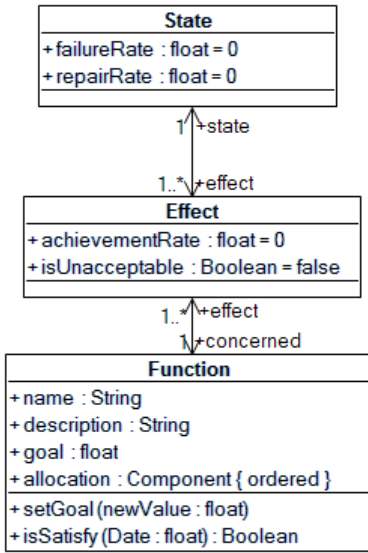 State
+ failureRate : float = 0
+ repairRate : float = 0
1 +state
1..* +effect
Effect
+ achievementRate : float = 0
+ isUnacceptable : Boolean = false
1..* +effect
1 +concerned
Function
+ name : String
+ description : String
+ goal : float
+ allocation : Component { ordered }
+ setGoal(newValue : float)
+ isSatisfy(Date : float) : Boolean